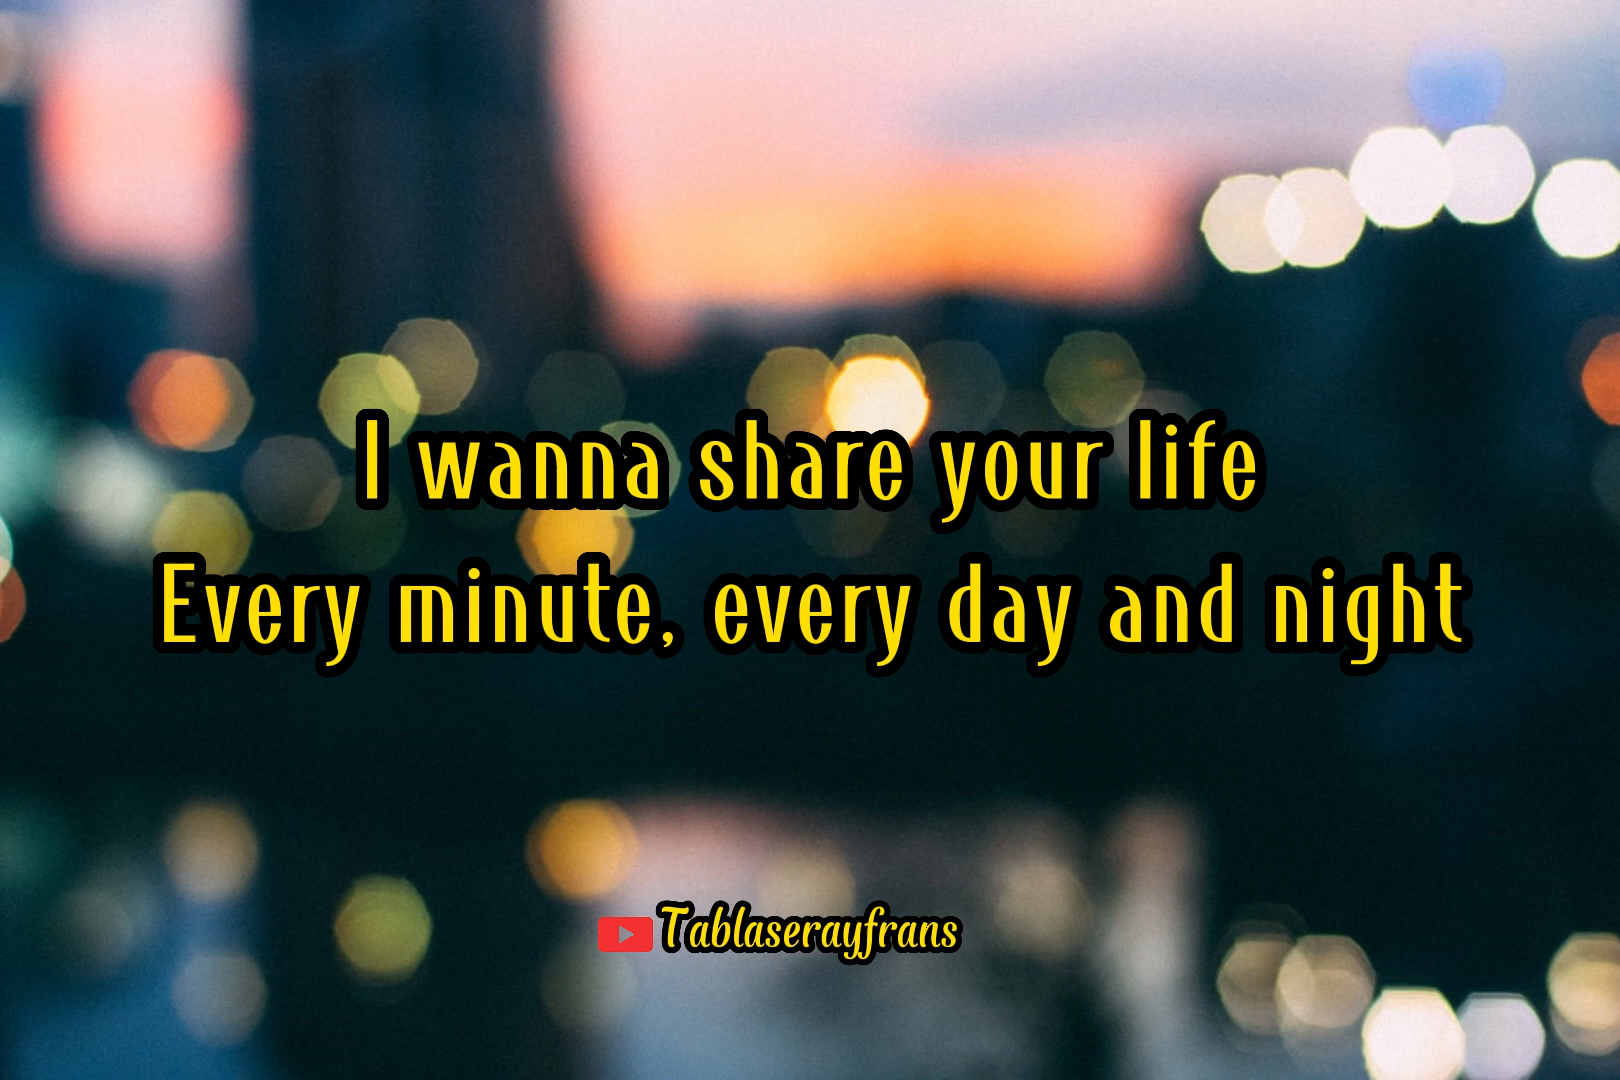 I wanna share your life
Every minute, every day and night
Tablaserayfrans